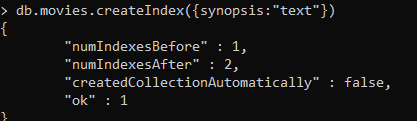 > db.movies.createIndex({synopsis:"text"})
{
        "numIndexesBefore" : 1,
        "numIndexesAfter" : 2,
        "createdCollectionAutomatically" : false,
        "ok" : 1
}